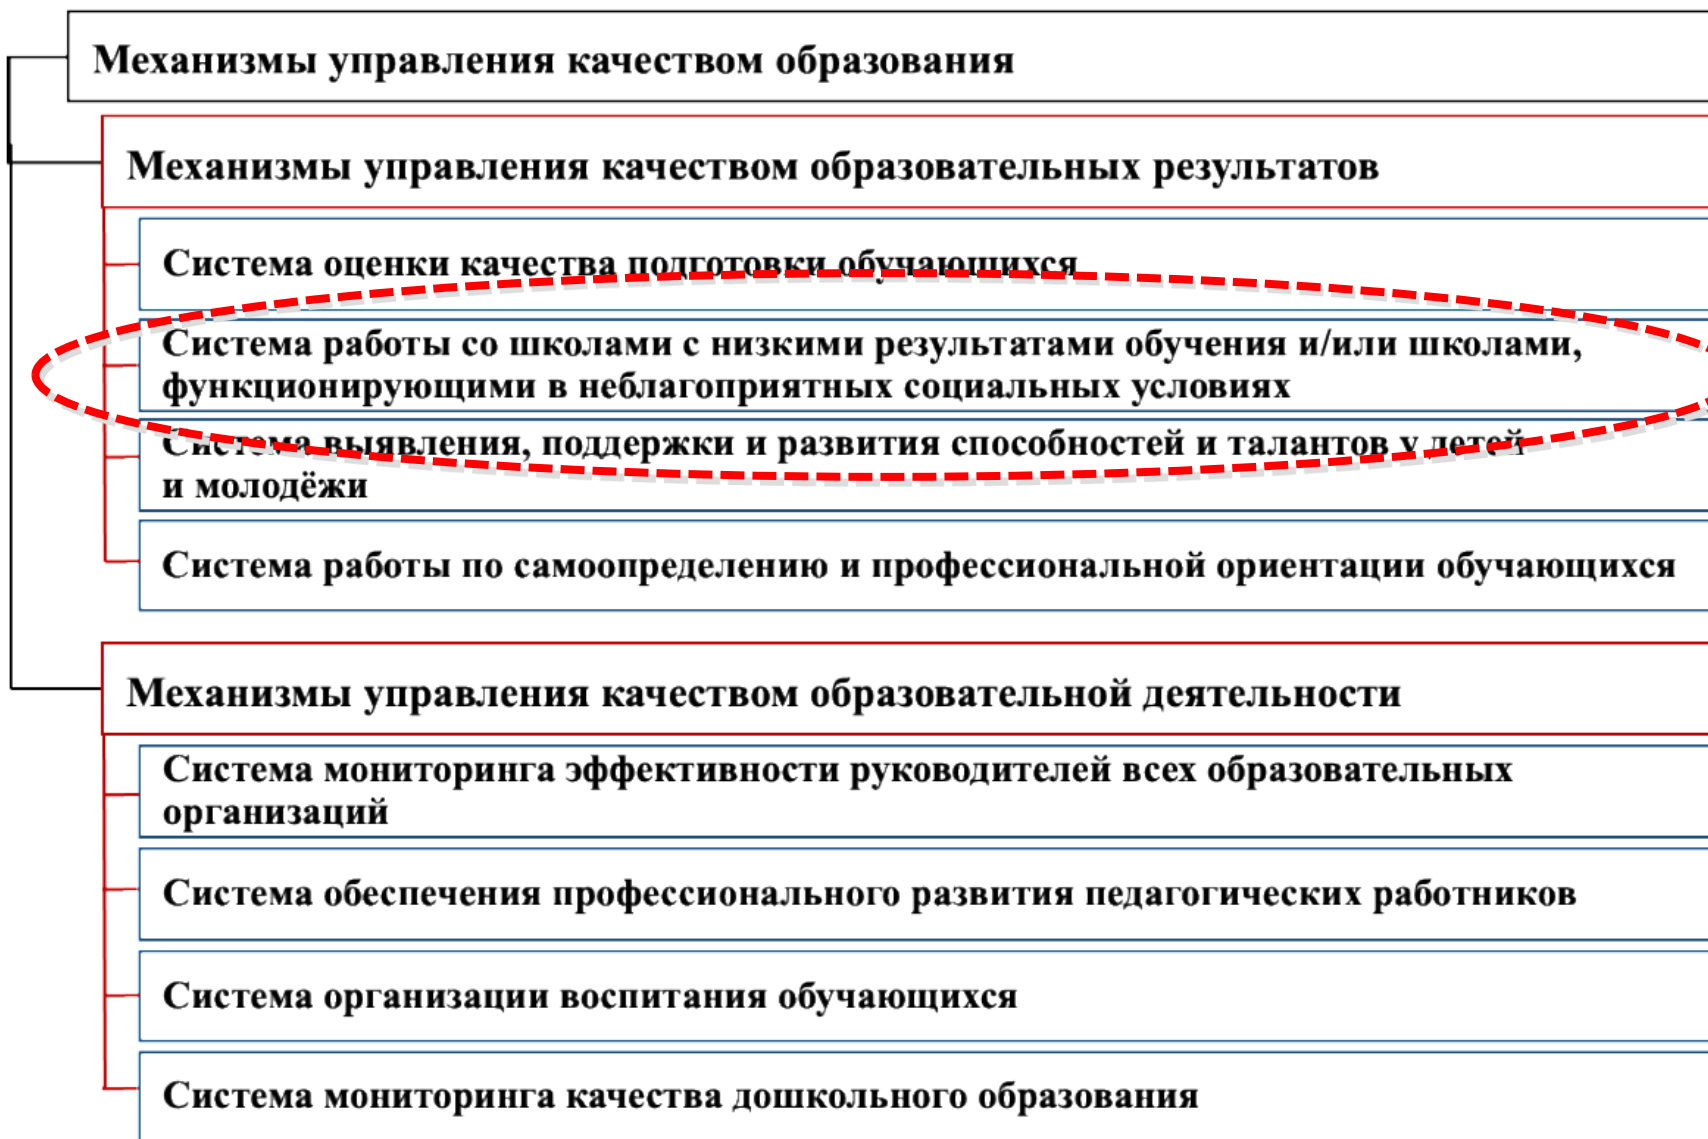 Механизмы управления качеством образования
Механизмы управления качеством образовательных результатов
Система оценки качества подготовки обучающихся
Система работы со школами с низкими результатами обучения и/или школами,
функционирующими в неблагоприятных социальных условиях
Система выявления, поддержки и развития способностей и талантов у детей
и молодёжи
Система работы по самоопределению и профессиональной ориентации обучающихся
Механизмы управления качеством образовательной деятельности
Система мониторинга эффективности руководителей всех образовательных
организаций
Система обеспечения профессионального развития педагогических работников
Система организации воспитания обучающихся
Система мониторинга качества дошкольного образования